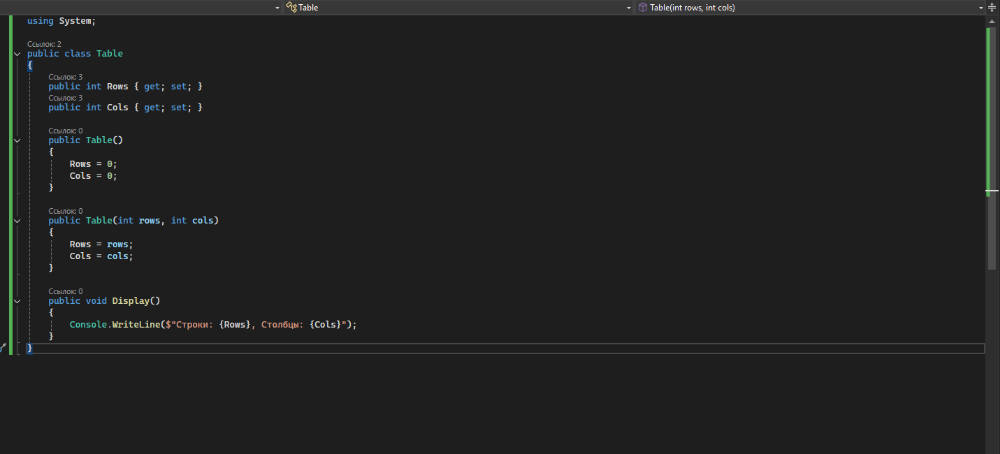 Table
Table(int rows, int cols)
using System;
Ссылок: 2
public class Table
{
Ссылок: 3
public int Rows { get; set; }
Ссылок: 3
public int Cols { get; set; }
Ссылок: 0
public Table()
{
Rows = 0;
Cols = 0;
}
Ссылок: 0
public Table(int rows, int cols)
{
Rows = rows;
Cols = cols;
}
Ссылок: 0
public void Display()
{
Console.WriteLine($"Строки: {Rows}, Столбцы: {Cols}");
}
}